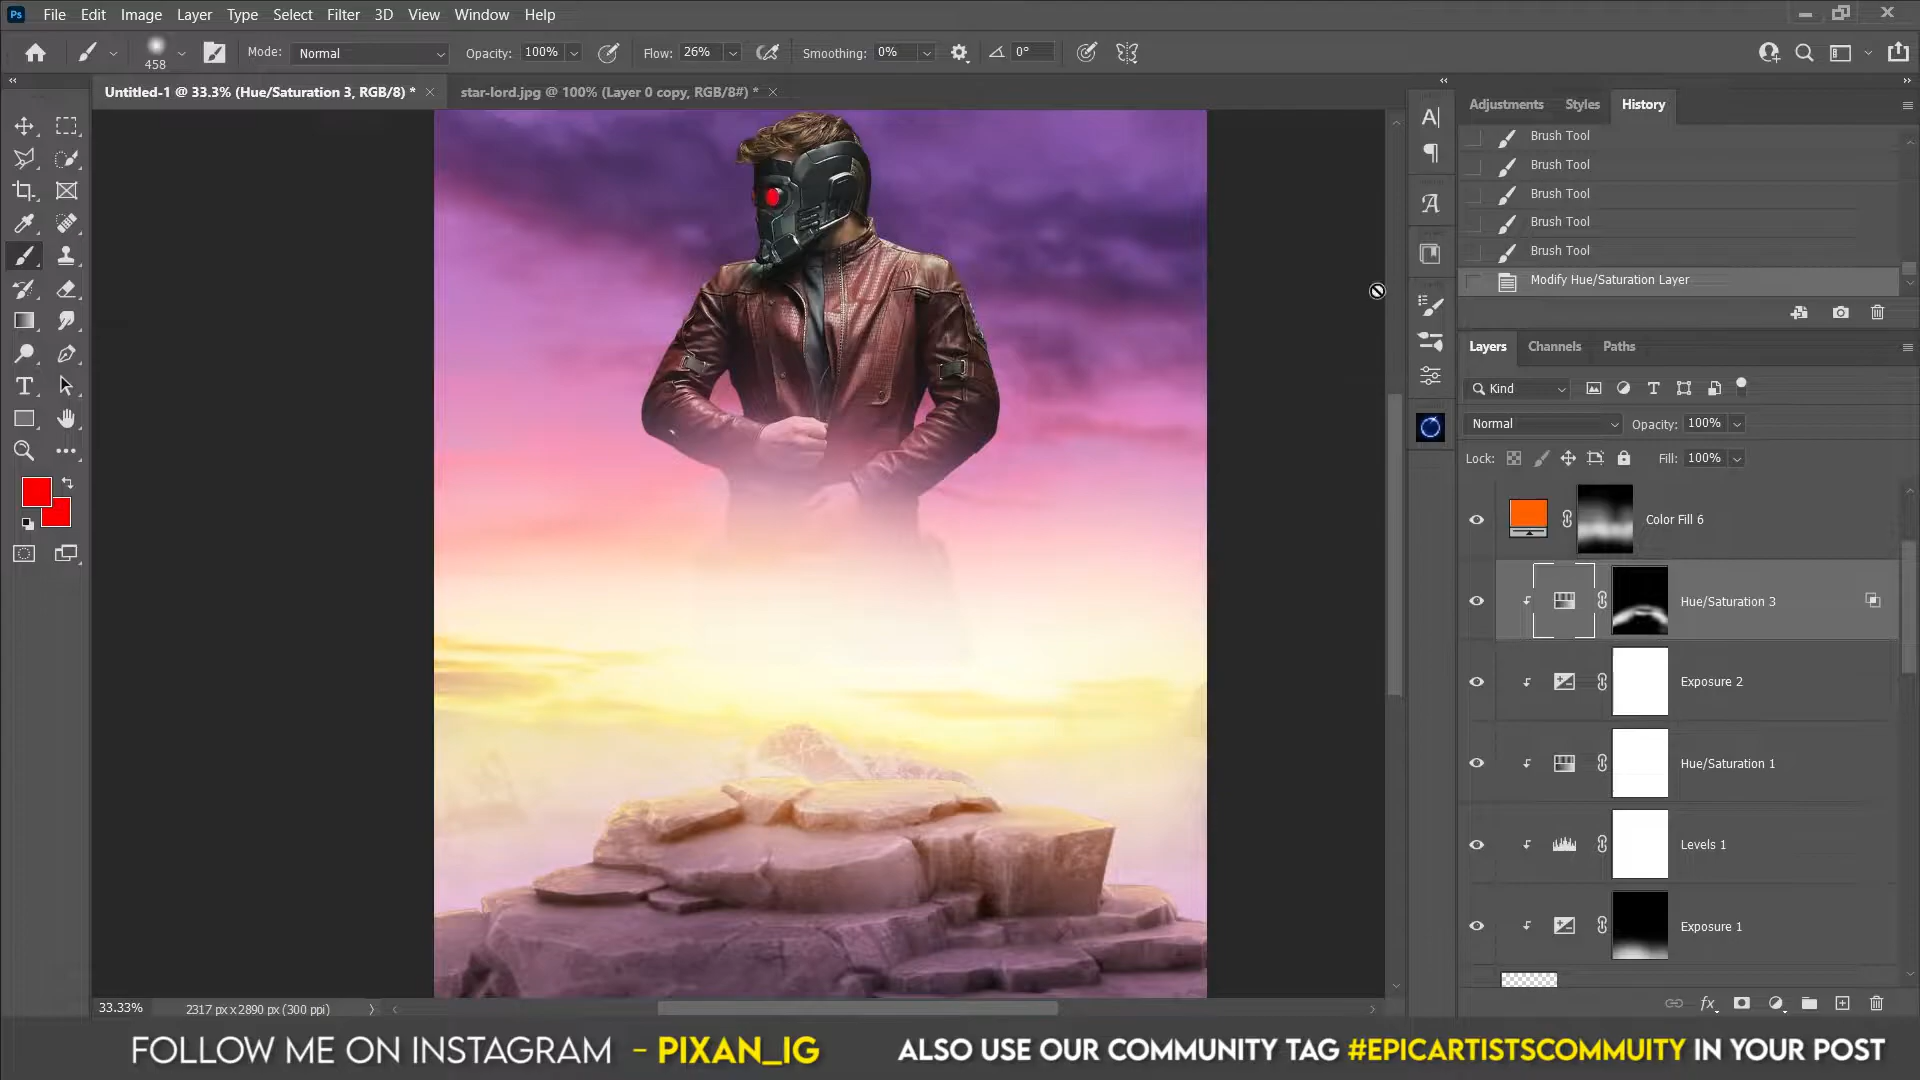 Ps File Edit Image Layer Type Select Filter 3D View Window Help
458 Mode: Normal Opacity: 100% Flow: 26% Smoothing: 0% 0°
Untitled-1 @ 33.3% (Hue/Saturation 3, RGB/8) * × star-lord.jpg @ 100% (Layer 0 copy, RGB/8#) * ×
Adjustments Styles History
Brush Tool
Brush Tool
Brush Tool
Brush Tool
Brush Tool
Modify Hue/Saturation Layer
Layers Channels Paths
Kind
Normal Opacity: 100%
Lock: Fill: 100%
Color Fill 6
Hue/Saturation 3
Exposure 2
Hue/Saturation 1
Levels 1
Exposure 1
fx
33.33% 2317 px x 2890 px (300 ppi)
FOLLOW ME ON INSTAGRAM - PIXAN_IG ALSO USE OUR COMMUNITY TAG #EPICARTISTSCOMMUITY IN YOUR POST